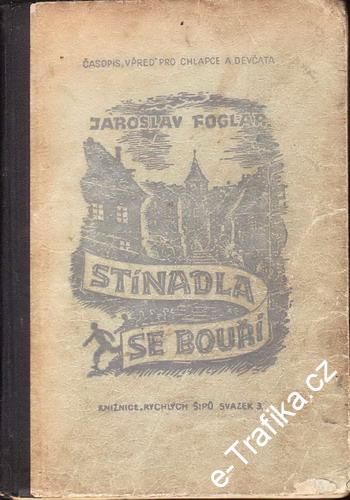 ČASOPIS „VPŘED" PRO CHLAPCE A DĚVČATA
JAROSLAV FOGLAR
STÍNADLA
SE BOUŘÍ
KNIŽNICE „RYCHLÝCH ŠÍPŮ" SVAZEK 3.
e-Trafika.cz